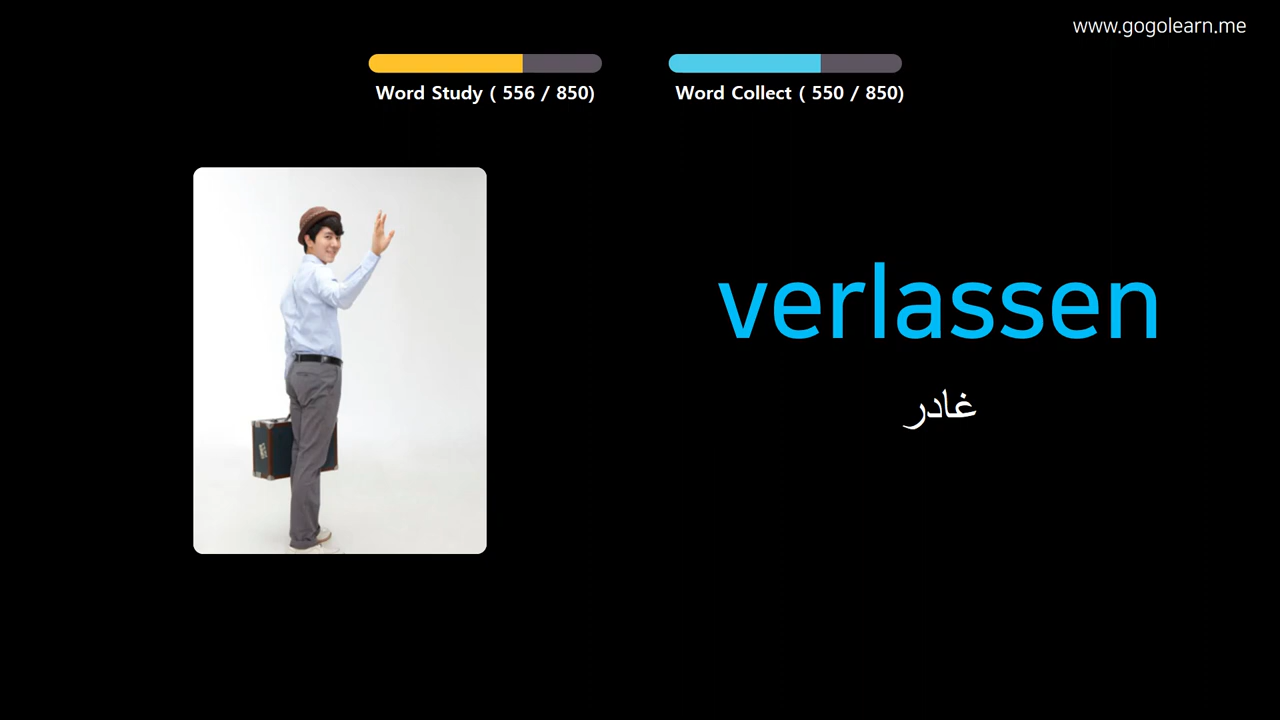 www.gogolearn.me
Word Study ( 556 / 850)
Word Collect ( 550 / 850)
verlassen
غادر